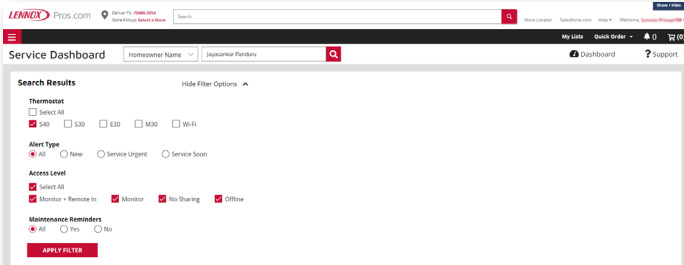 Show / Hide
LENNOX Pros.com
Deliver To: 75080-2254
Store Pickup: Select a Store
Search
Store Locator Salesforce.com Help Welcome,
My Lists Quick Order () (0)
Service Dashboard Homeowner Name Jayasankar Panduru Dashboard ? Support
Search Results Hide Filter Options
Thermostat
Select All
S40 S30 E30 M30 Wi-Fi
Alert Type
All New Service Urgent Service Soon
Access Level
Select All
Monitor + Remote In Monitor No Sharing Offline
Maintenance Reminders
All Yes No
APPLY FILTER